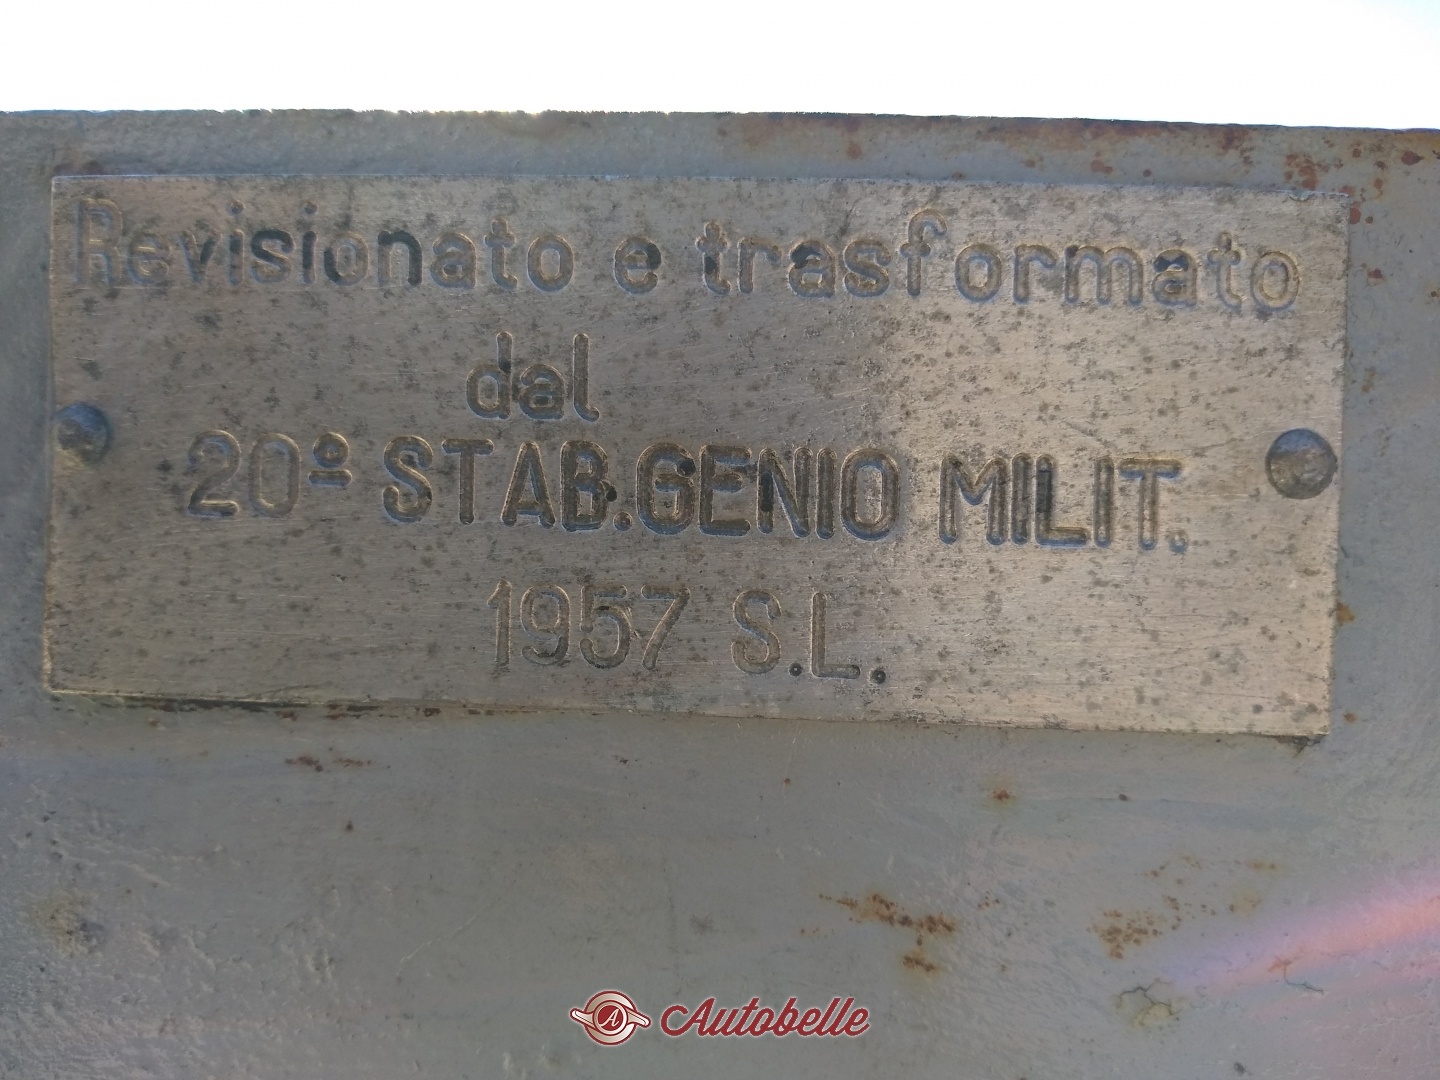 Revisionato e trasformato
dal
20º STAB.GENIO MILIT.
1957 S.L.
A Autobelle